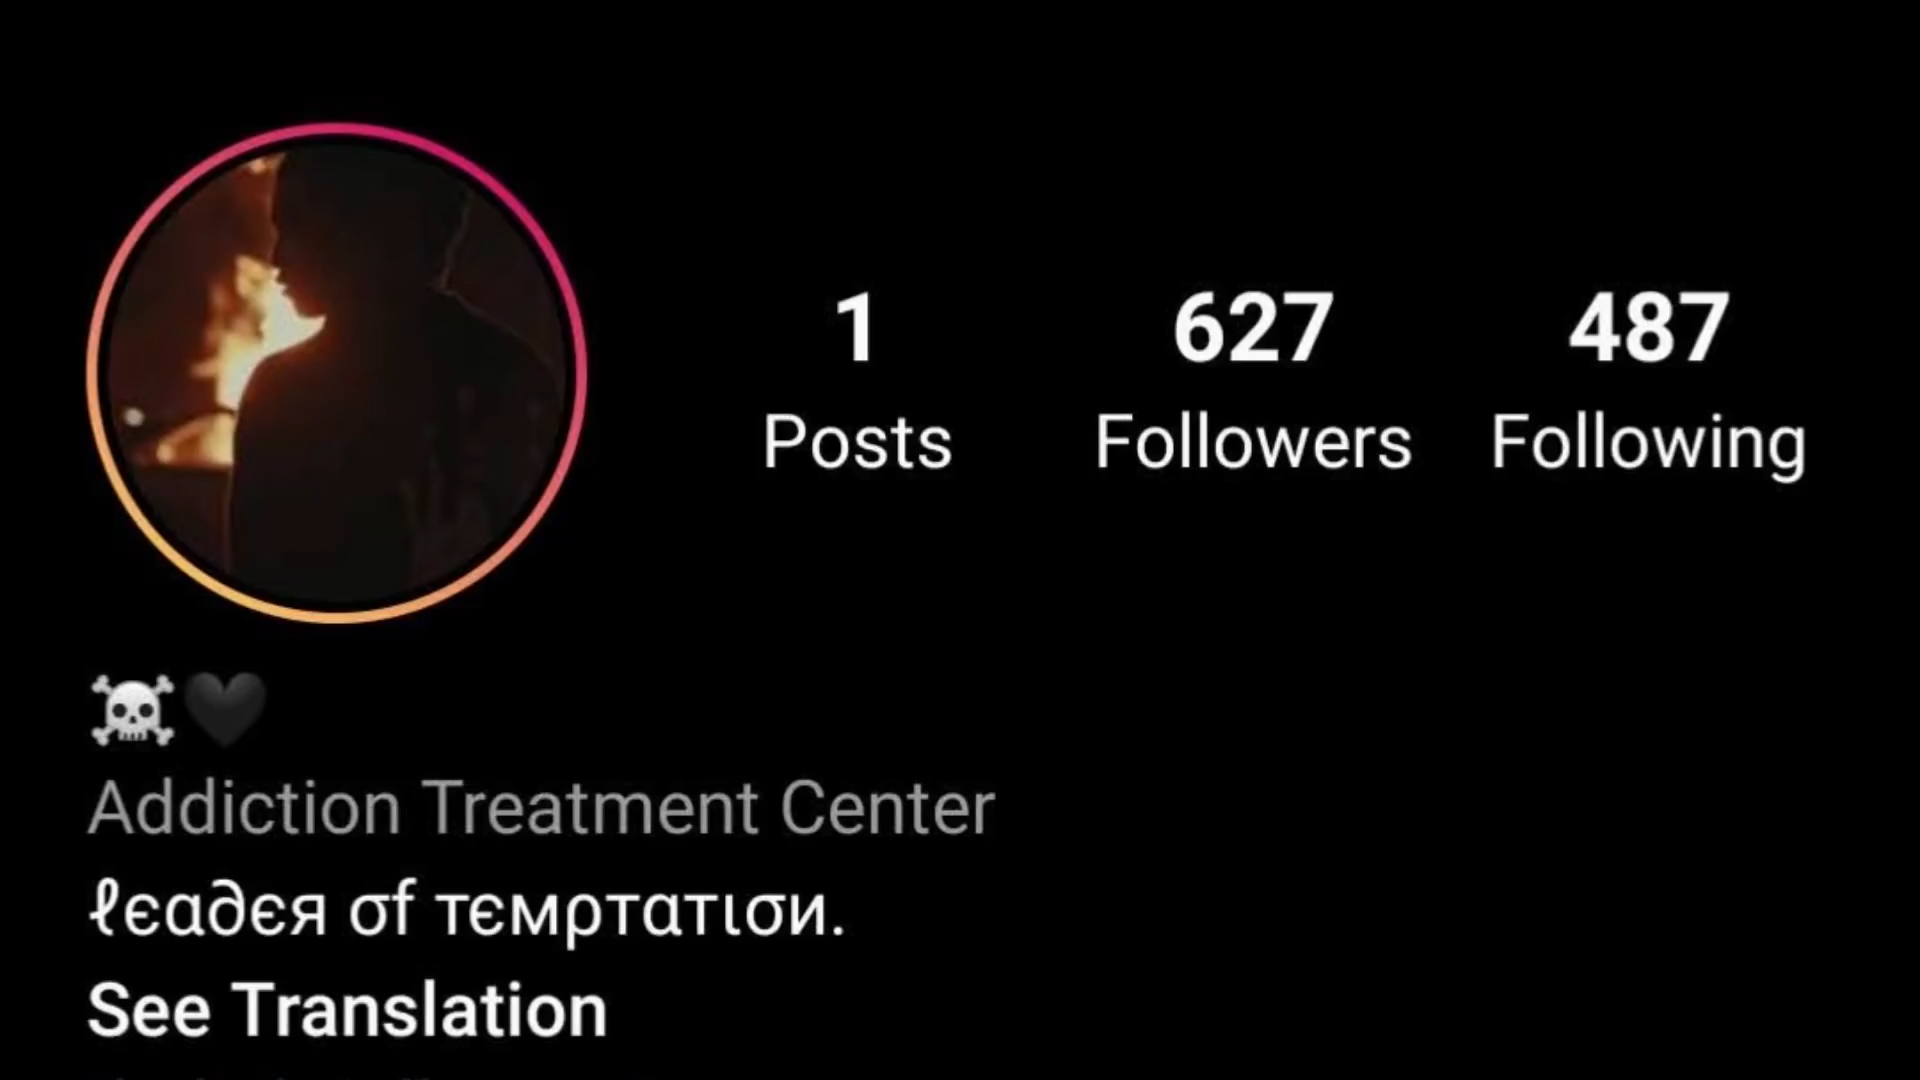 1 627 487
Posts Followers Following
☠️🖤
Addiction Treatment Center
ℓєα∂єя σf тємρтαтισи.
See Translation